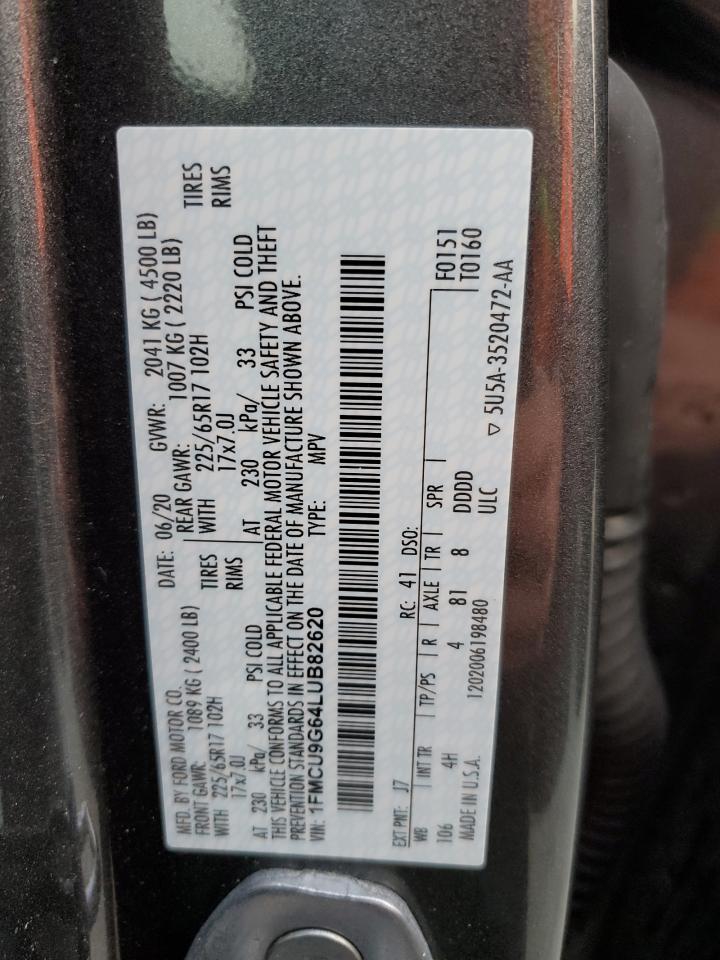 MFD. BY FORD MOTOR CO. DATE: 06/20 GVWR: 2041 KG ( 4500 LB)
FRONT GAWR: 1089 KG ( 2400 LB) REAR GAWR: 1007 KG ( 2220 LB)
WITH 225/65R17 102H TIRES WITH 225/65R17 102H TIRES
17x7.0J RIMS 17x7.0J RIMS
AT 230 kPa/ 33 PSI COLD AT 230 kPa/ 33 PSI COLD
THIS VEHICLE CONFORMS TO ALL APPLICABLE FEDERAL MOTOR VEHICLE SAFETY AND THEFT
PREVENTION STANDARDS IN EFFECT ON THE DATE OF MANUFACTURE SHOWN ABOVE.
VIN: 1FMCU9G64LUB82620 TYPE: MPV
EXT PNT: J7 RC: 41 DSO: F0151
WB INT TR TP/PS R AXLE TR SPR T0160
106 4H 4 81 8 DDDD
MADE IN U.S.A. 1202006198480 ULC ▽ 5U5A-3520472-AA